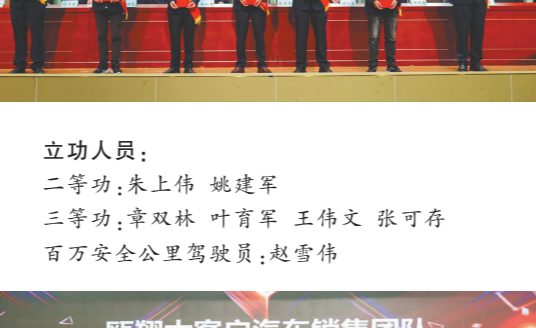 立功人员：
二等功：朱上伟 姚建军
三等功：章双林 叶育军 王伟文 张可存
百万安全公里驾驶员：赵雪伟